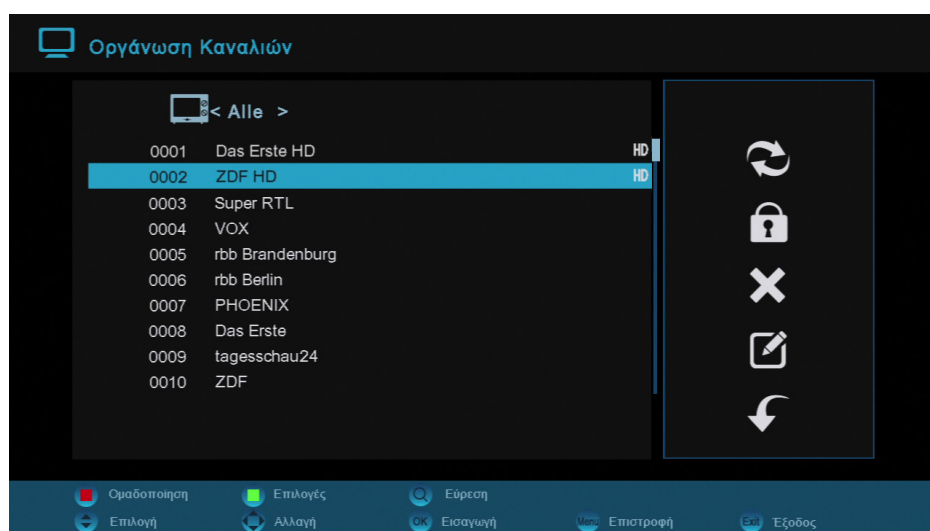 Οργάνωση Καναλιών
< Alle >
0001 Das Erste HD HD
0002 ZDF HD HD
0003 Super RTL
0004 VOX
0005 rbb Brandenburg
0006 rbb Berlin
0007 PHOENIX
0008 Das Erste
0009 tagesschau24
0010 ZDF
Ομαδοποίηση Επιλογές Εύρεση
Επιλογή Αλλαγή OK Εισαγωγή Menu Επιστροφή Exit Έξοδος